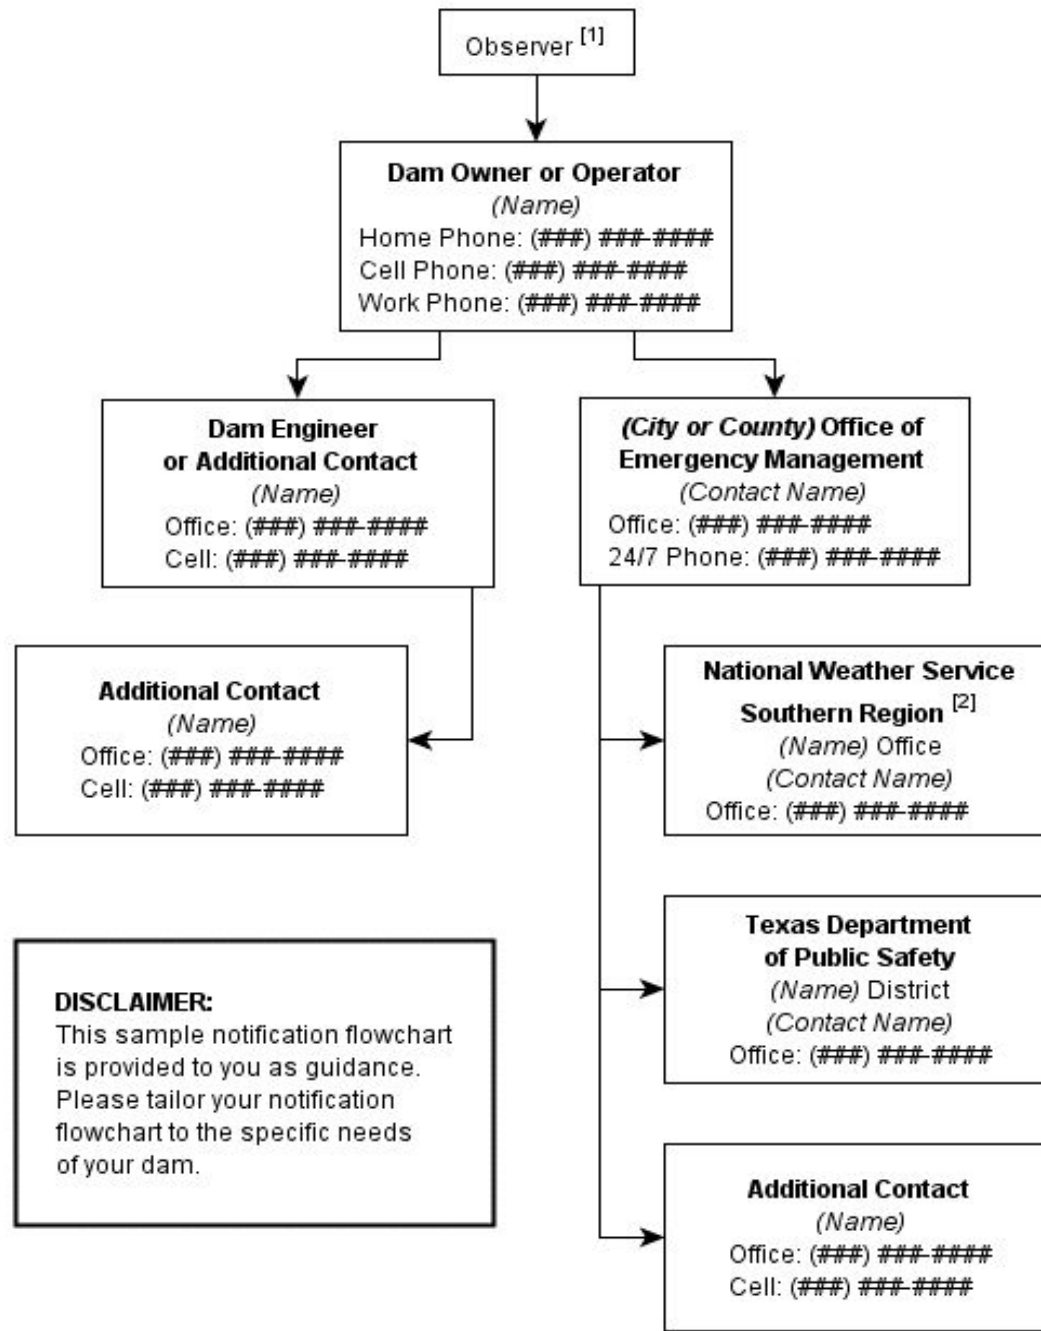 Observer [1]
Dam Owner or Operator
(Name)
Home Phone: (###) ###-####
Cell Phone: (###) ###-####
Work Phone: (###) ###-####
Dam Engineer
or Additional Contact
(Name)
Office: (###) ###-####
Cell: (###) ###-####
(City or County) Office of
Emergency Management
(Contact Name)
Office: (###) ###-####
24/7 Phone: (###) ###-####
Additional Contact
(Name)
Office: (###) ###-####
Cell: (###) ###-####
National Weather Service
Southern Region [2]
(Name) Office
(Contact Name)
Office: (###) ###-####
Texas Department
of Public Safety
(Name) District
(Contact Name)
Office: (###) ###-####
Additional Contact
(Name)
Office: (###) ###-####
Cell: (###) ###-####
DISCLAIMER:
This sample notification flowchart
is provided to you as guidance.
Please tailor your notification
flowchart to the specific needs
of your dam.